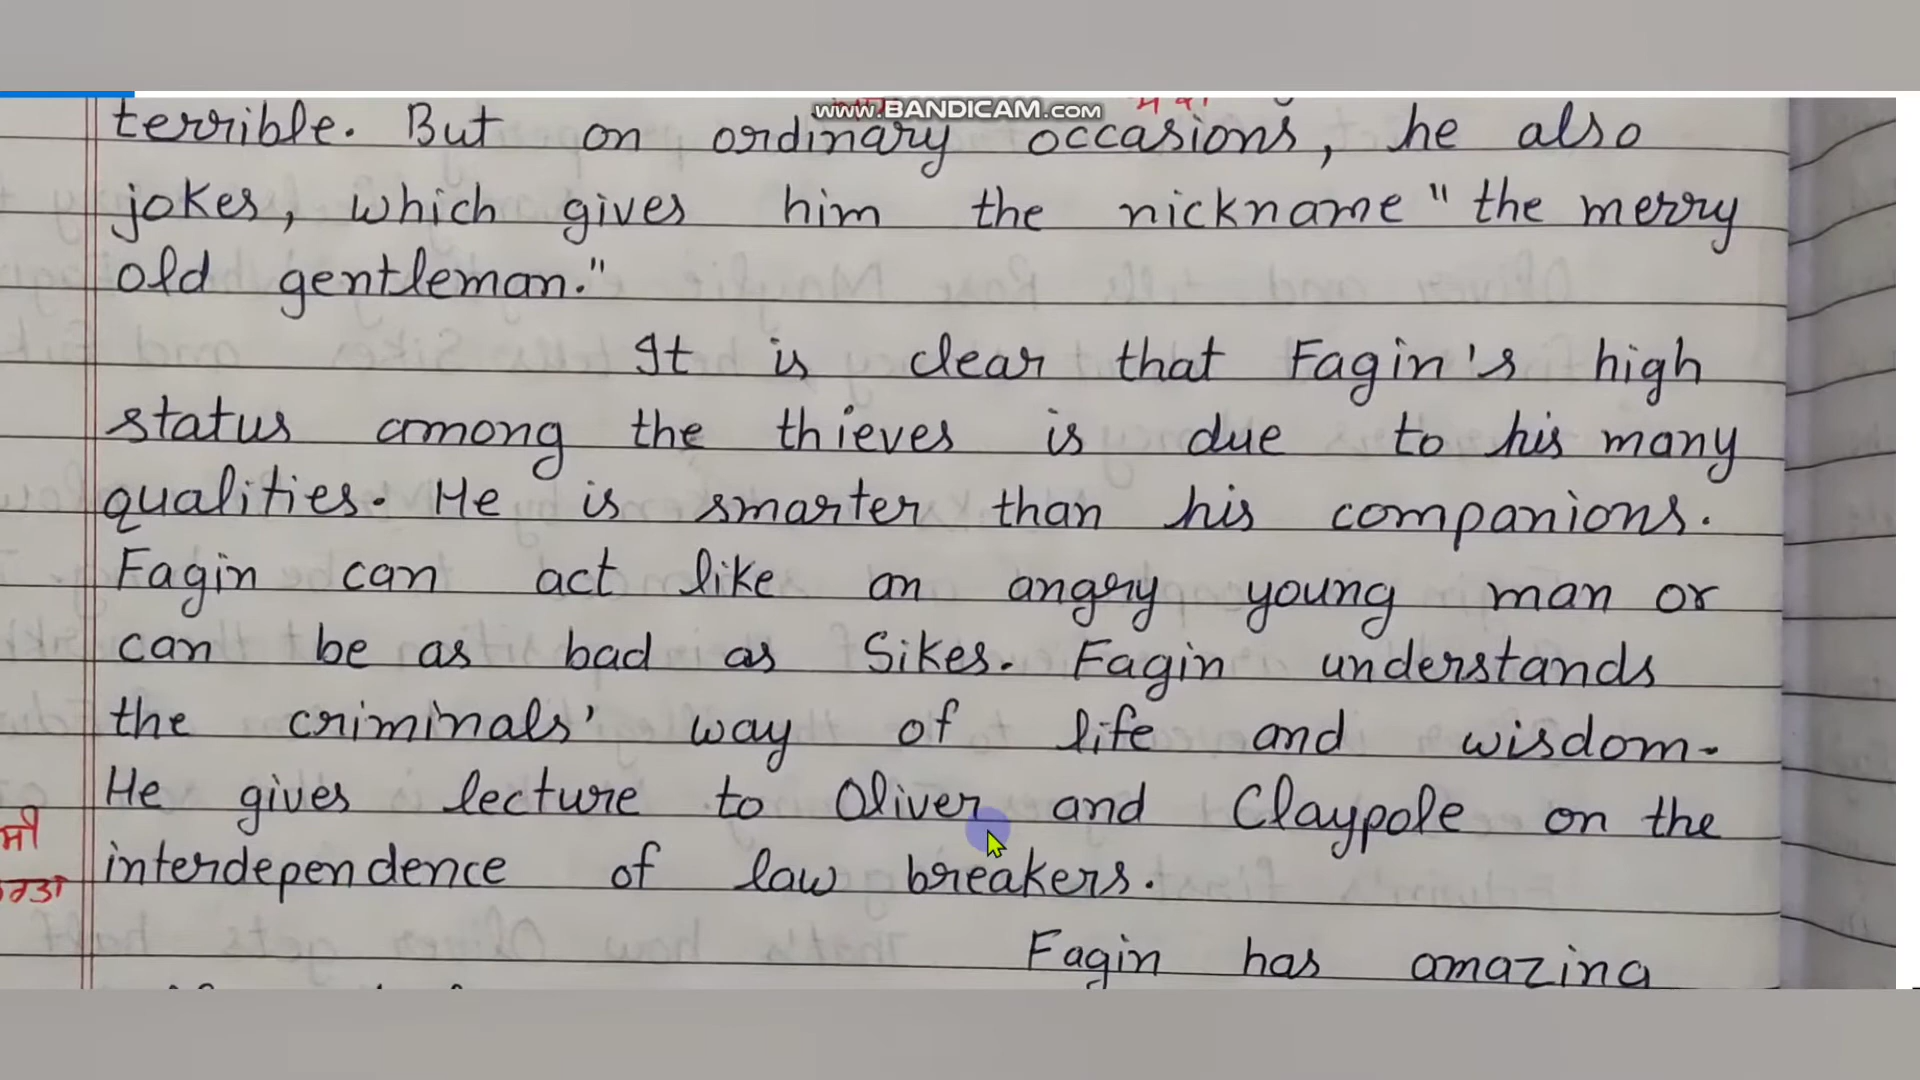 www.BANDICAM.com
terrible. But on ordinary occasions, he also
jokes, which gives him the nickname "the merry
old gentleman."
It is clear that Fagin's high
status among the thieves is due to his many
qualities. He is smarter than his companions.
Fagin can act like an angry young man or
can be as bad as Sikes. Fagin understands
the criminals' way of life and wisdom.
He gives lecture to Oliver and Claypole on the
interdependence of law breakers.
Fagin has amazing